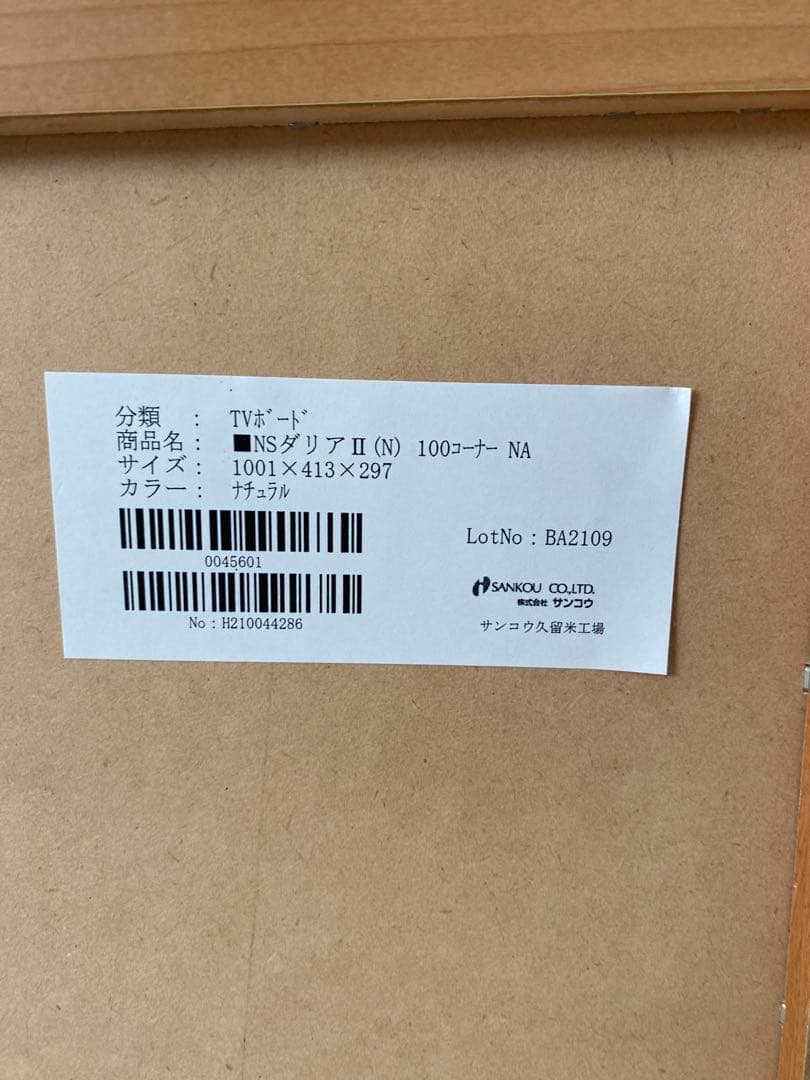 分類 : TVボード
商品名: ■NSダリアⅡ(N) 100コーナー NA
サイズ: 1001×413×297
カラー: ナチュラル
0045601
No:H210044286
LotNo:BA2109
SANKOU CO.,LTD.
株式会社 サンコウ
サンコウ久留米工場